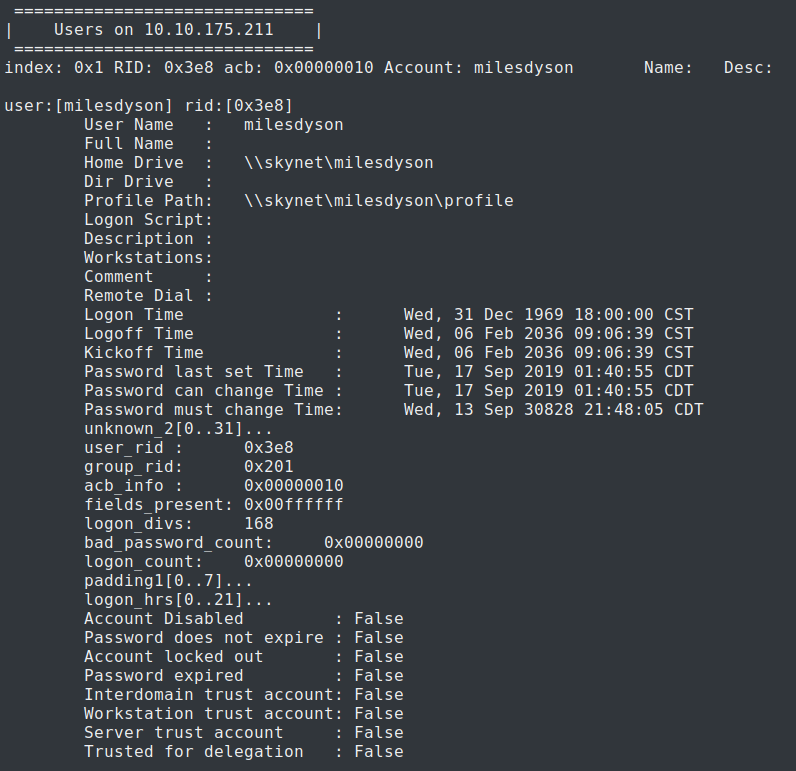 ==============================
|    Users on 10.10.175.211    |
==============================
index: 0x1 RID: 0x3e8 acb: 0x00000010 Account: milesdyson       Name:   Desc:

user:[milesdyson] rid:[0x3e8]
        User Name   :   milesdyson
        Full Name   :
        Home Drive  :   \\skynet\milesdyson
        Dir Drive   :
        Profile Path:   \\skynet\milesdyson\profile
        Logon Script:
        Description :
        Workstations:
        Comment     :
        Remote Dial :
        Logon Time               :      Wed, 31 Dec 1969 18:00:00 CST
        Logoff Time              :      Wed, 06 Feb 2036 09:06:39 CST
        Kickoff Time             :      Wed, 06 Feb 2036 09:06:39 CST
        Password last set Time   :      Tue, 17 Sep 2019 01:40:55 CDT
        Password can change Time :      Tue, 17 Sep 2019 01:40:55 CDT
        Password must change Time:      Wed, 13 Sep 30828 21:48:05 CDT
        unknown_2[0..31]...
        user_rid :      0x3e8
        group_rid:      0x201
        acb_info :      0x00000010
        fields_present: 0x00ffffff
        logon_divs:     168
        bad_password_count:     0x00000000
        logon_count:    0x00000000
        padding1[0..7]...
        logon_hrs[0..21]...
        Account Disabled         : False
        Password does not expire : False
        Account locked out       : False
        Password expired         : False
        Interdomain trust account: False
        Workstation trust account: False
        Server trust account     : False
        Trusted for delegation   : False